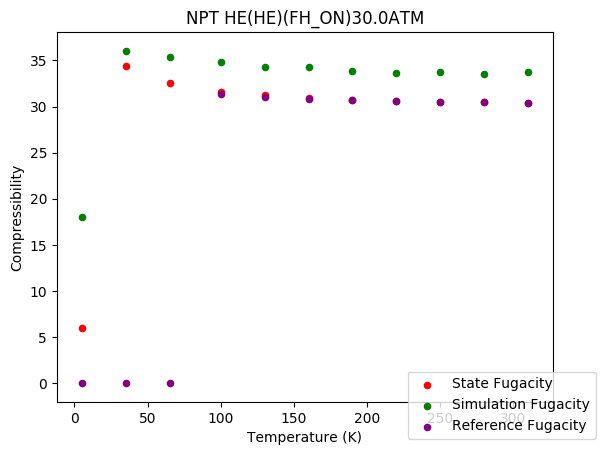 NPT HE(HE)(FH_ON)30.0ATM
35
30
25
20
15
10
5
0
Compressibility
0 50 100 150 200 250 300
Temperature (K)
State Fugacity
Simulation Fugacity
Reference Fugacity